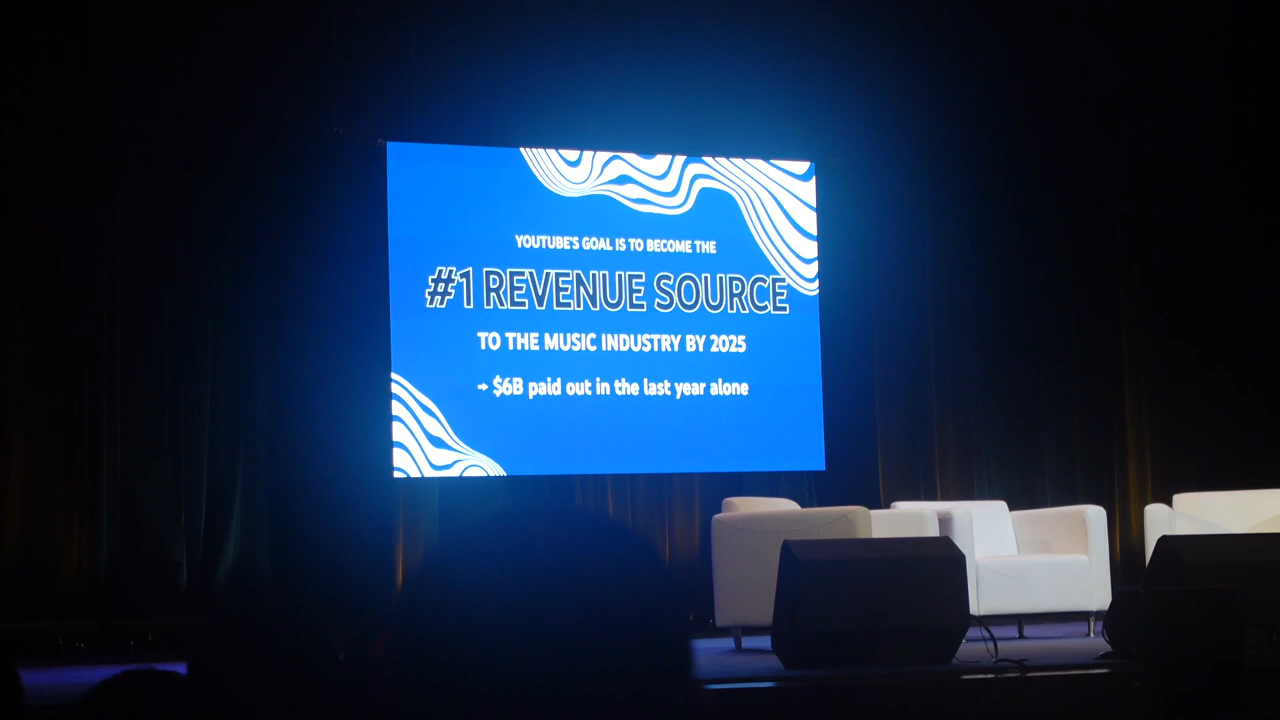 YOUTUBE'S GOAL IS TO BECOME THE
#1 REVENUE SOURCE
TO THE MUSIC INDUSTRY BY 2025
→ $6B paid out in the last year alone